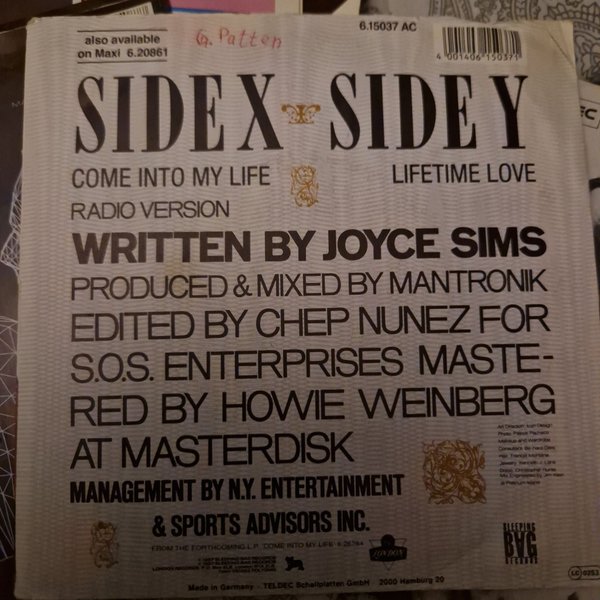 also available
on Maxi 6.20861
G. Patten
6.15037 AC
4 001406 150371
SIDE X SIDE Y
COME INTO MY LIFE
LIFETIME LOVE
RADIO VERSION
WRITTEN BY JOYCE SIMS
PRODUCED & MIXED BY MANTRONIK
EDITED BY CHEP NUNEZ FOR
S.O.S. ENTERPRISES MASTE-
RED BY HOWIE WEINBERG
AT MASTERDISK
MANAGEMENT BY N.Y. ENTERTAINMENT
& SPORTS ADVISORS INC.
FROM THE FORTHCOMING L.P. 'COME INTO MY LIFE'
LONDON
SLEEPING
BAG
RECORDS
Made in Germany - TELDEC Schallplatten GmbH 2000 Hamburg 20
LC 0253